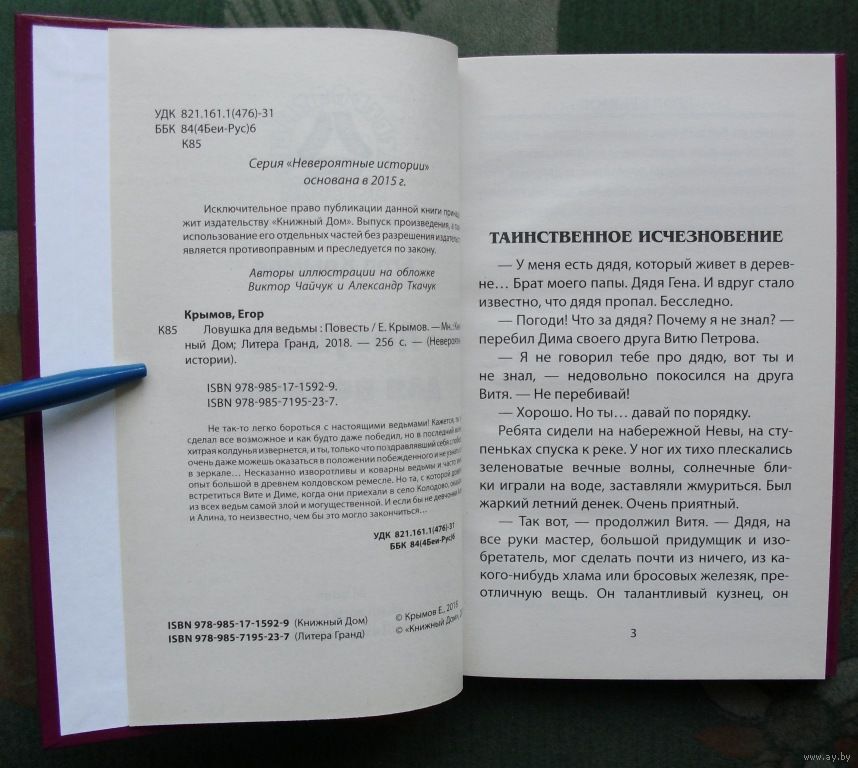 УДК 821.161.1(476)-31
ББК 84(4Беи-Рус)6
К85
Серия «Невероятные истории»
основана в 2015 г.
Исключительное право публикации данной книги
жит издательству «Книжный Дом». Выпуск произведения, а
использование его отдельных частей без разрешения
является противоправным и преследуется по закону.
Авторы иллюстрации на обложке
Виктор Чайчук и Александр Ткачук
Крымов, Егор
К85 Ловушка для ведьмы : Повесть / Е. Крымов. — Мн.:
ный Дом; Литера Гранд, 2018. — 256 с. — (Невероят
истории).
ISBN 978-985-17-1592-9.
ISBN 978-985-7195-23-7.
Не так-то легко бороться с настоящими ведьмами! Кажется,
сделал все возможное и как будто даже победил, но в последний
хитрая колдунья извернется, и ты, только что поздравлявший себя с
очень даже можешь оказаться в положении побежденного и не узнать
в зеркале... Несказанно изворотливы и коварны ведьмы и часто
опыт большой в древнем колдовском ремесле. Но та, с которой
встретиться Вите и Диме, когда они приехали в село Колодово,
из всех ведьм самой злой и могущественной. И если бы не девчонки
и Алина, то неизвестно, чем бы это могло закончиться...
УДК 821.161.1(476)-31
ББК 84(4Беи-Рус)6
ISBN 978-985-17-1592-9 (Книжный Дом)
ISBN 978-985-7195-23-7 (Литера Гранд)
© Крымов Е., 2018
© «Книжный Дом»,
ТАИНСТВЕННОЕ ИСЧЕЗНОВЕНИЕ
— У меня есть дядя, который живет в дерев-
не... Брат моего папы. Дядя Гена. И вдруг стало
известно, что дядя пропал. Бесследно.
— Погоди! Что за дядя? Почему я не знал? —
перебил Дима своего друга Витю Петрова.
— Я не говорил тебе про дядю, вот ты и
не знал, — недовольно покосился на друга
Витя. — Не перебивай!
— Хорошо. Но ты... давай по порядку.
Ребята сидели на набережной Невы, на сту-
пеньках спуска к реке. У ног их тихо плескались
зеленоватые вечные волны, солнечные бли-
ки играли на воде, заставляли жмуриться. Был
жаркий летний денек. Очень приятный.
— Так вот, — продолжил Витя. — Дядя, на
все руки мастер, большой придумщик и изо-
бретатель, мог сделать почти из ничего, из ка-
кого-нибудь хлама или бросовых железяк, пре-
отличную вещь. Он талантливый кузнец, он
3
www.ay.by